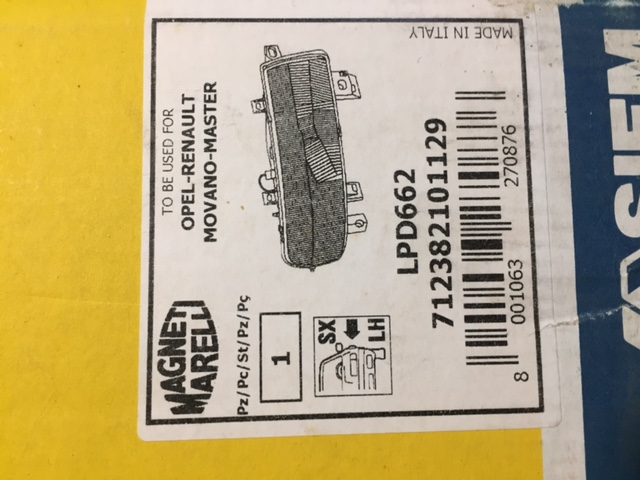 MAGNETI
MARELLI
TO BE USED FOR
OPEL-RENAULT
MOVANO-MASTER
Pz/Pc/St/Pz/Pç
1
SX
LH
LPD662
712382101129
8 001063 270876
MADE IN ITALY
SIEM